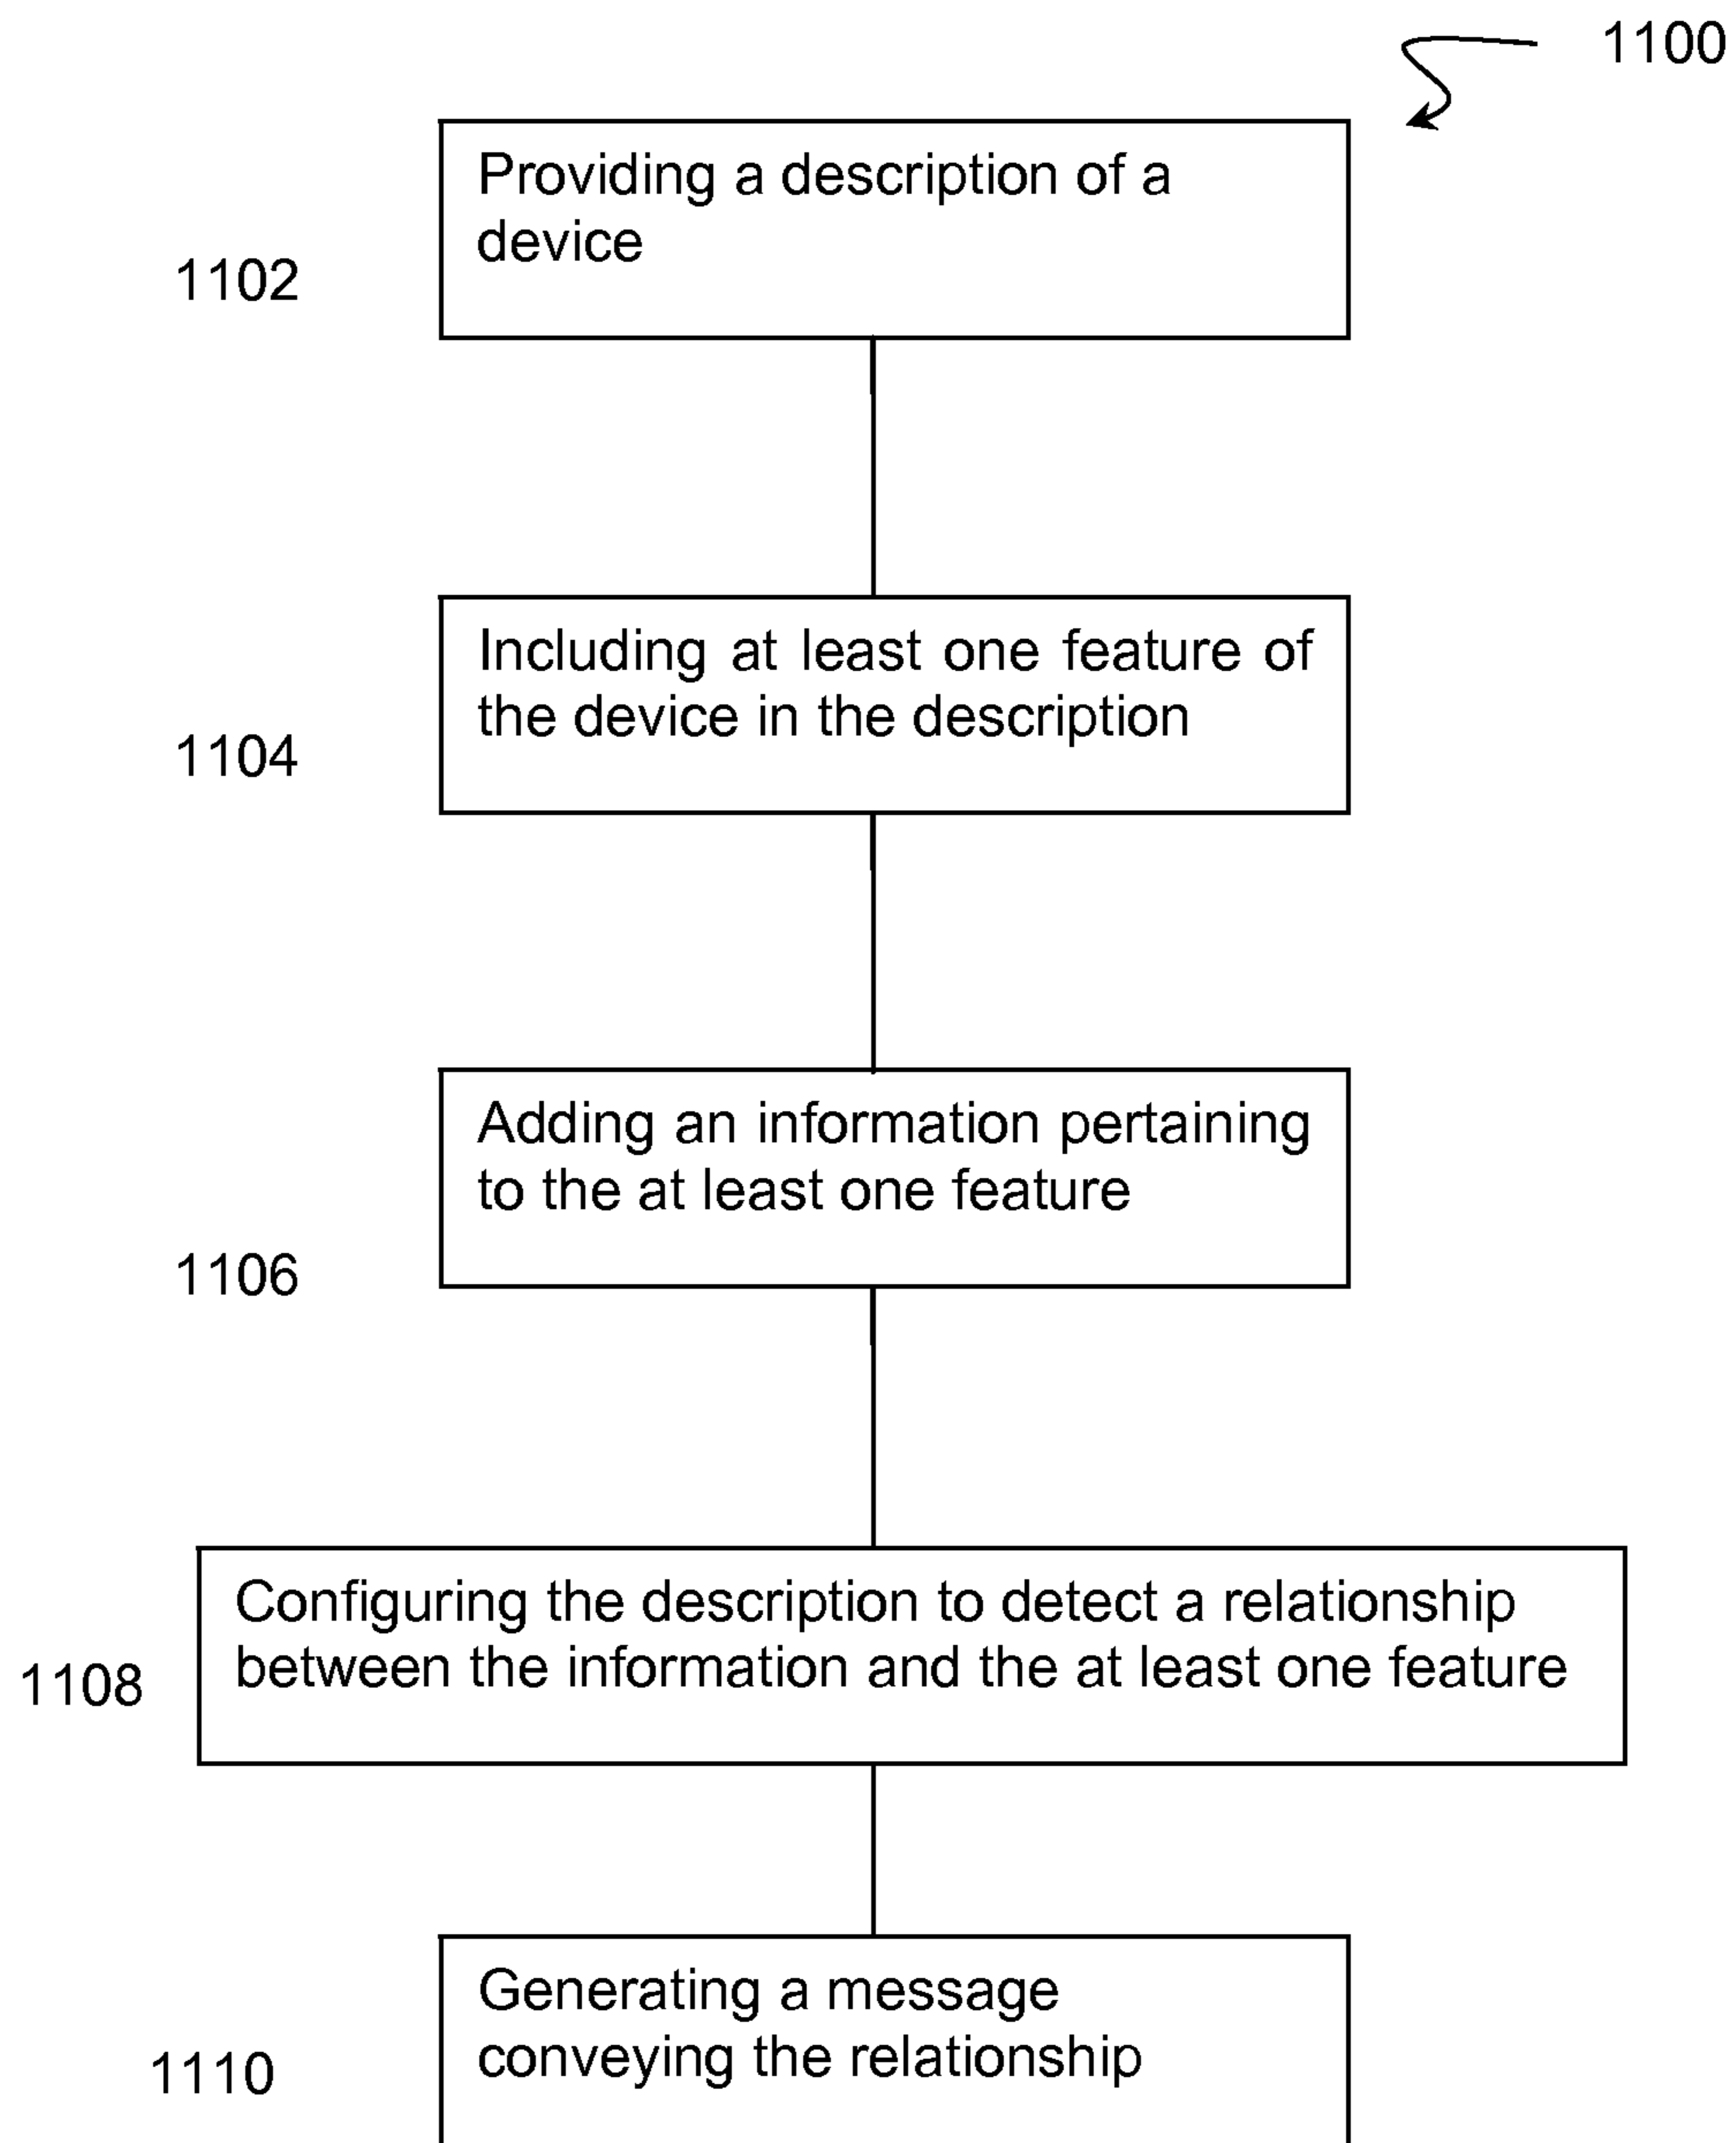 1100
Providing a description of a
device
1102
Including at least one feature of
the device in the description
1104
Adding an information pertaining
to the at least one feature
1106
Configuring the description to detect a relationship
between the information and the at least one feature
1108
Generating a message
conveying the relationship
1110